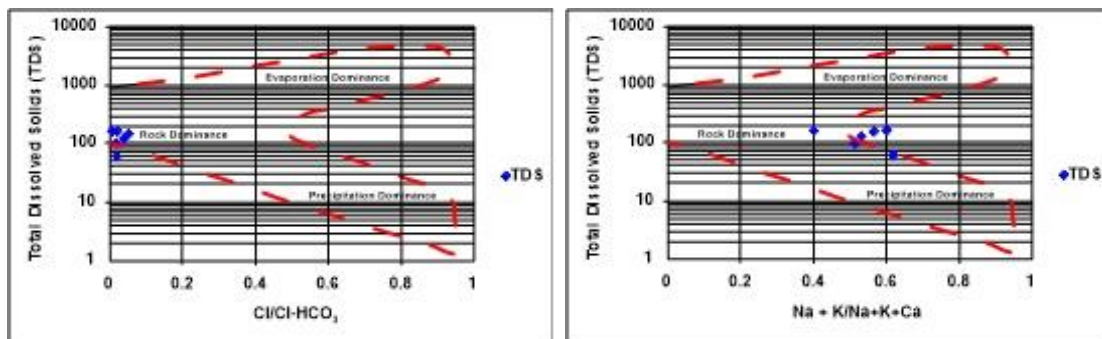 Total Dissolved Solids (TDS)
10000
1000
100
10
1
Evaporation Dominance
Rock Dominance
Precipitation Dominance
0 0.2 0.4 0.6 0.8 1
Cl/Cl-HCO₃
TDS
Total Dissolved Solids (TDS)
10000
1000
100
10
1
Evaporation Dominance
Rock Dominance
Precipitation Dominance
0 0.2 0.4 0.6 0.8 1
Na + K/Na+K+Ca
TDS